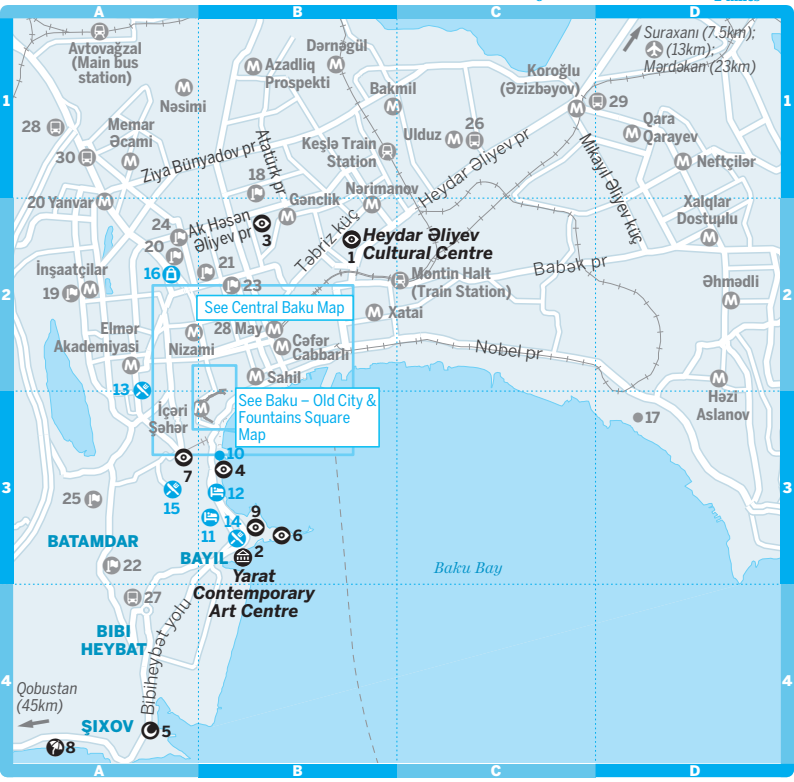 A
B
C
D
Avtovağzal
(Main bus
station)
Dərnəgül
Azadliq
Prospekti
Suraxanı (7.5km);
(13km);
Mərdəkan (23km)
Koroğlu
(Əzizbəyov)
1
1
Nəsimi
Bakmil
29
28
Memar
Əcami
Atatürk pr
Keşlə Train
Station
Ulduz
26
Qara
Qarayev
30
Ziya Bünyadov pr
Heydar Əliyev pr
Mikayıl Əliyev küç
Neftçilər
18
20 Yanvar
Gənclik
Nərimanov
Xalqlar
Dostuulu
24
Ak Həsən
Əliyev pr
3
Təbriz küç
1
Heydar Əliyev
Cultural Centre
20
16
21
Montin Halt
(Train Station)
Babək pr
İnşaatçilar
19
23
Əhmədli
2
2
See Central Baku Map
Xatai
Elmər
Akademiyasi
Nizami
28 May
Cəfər
Cabbarlı
Nobel pr
13
Sahil
Həzi
Aslanov
İçəri
Şəhər
See Baku – Old City &
Fountains Square
Map
17
10
7
4
3
3
15
12
25
11
14
9
6
BATAMDAR
BAYIL
2
Yarat
Contemporary
Art Centre
Baku Bay
22
27
BIBI
HEYBAT
Bibiheybət yolu
4
4
Qobustan
(45km)
ŞIXOV
5
8
A
B
C
D